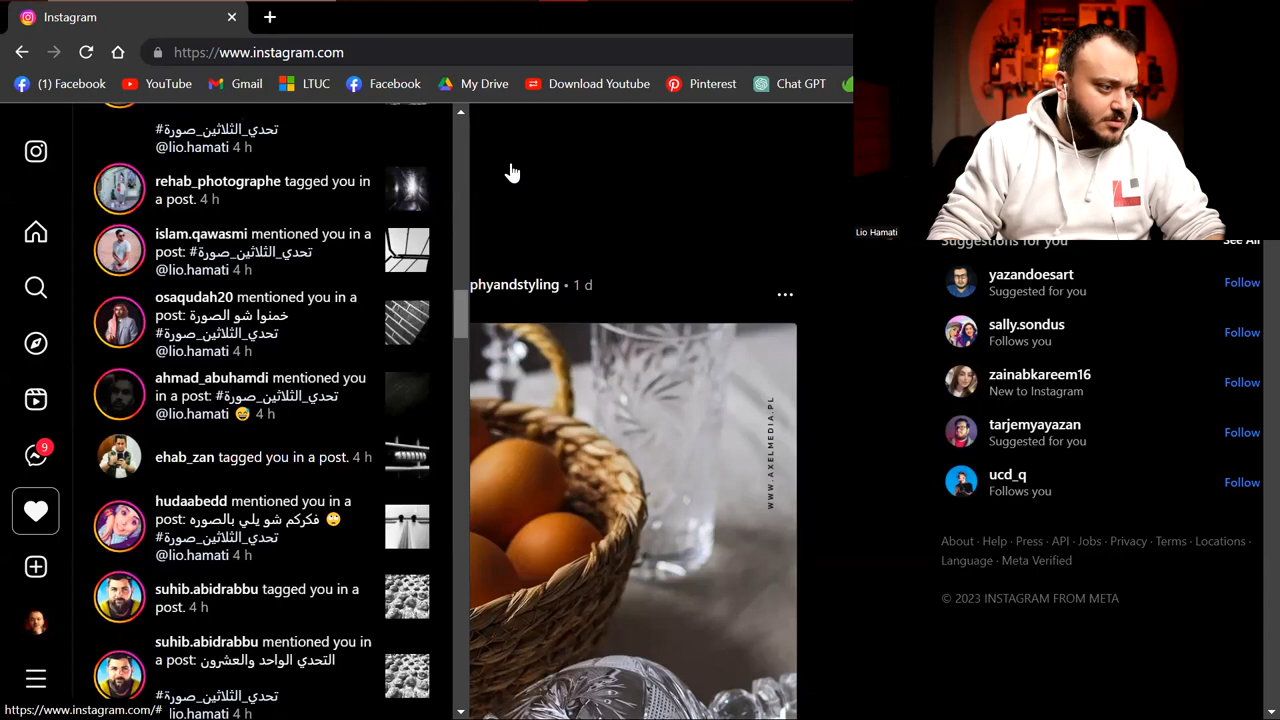 Instagram
https://www.instagram.com
(1) Facebook
YouTube
Gmail
LTUC
Facebook
My Drive
Download Youtube
Pinterest
Chat GPT
#تحدي_الثلاثين_صورة
@lio.hamati 4 h
rehab_photographe tagged you in
a post. 4 h
islam.qawasmi mentioned you in a
post: #تحدي_الثلاثين_صورة
@lio.hamati 4 h
osaqudah20 mentioned you in a
post: خمنوا شو الصورة
#تحدي_الثلاثين_صورة
@lio.hamati 4 h
ahmad_abuhamdi mentioned you
in a post: #تحدي_الثلاثين_صورة
@lio.hamati 😅 4 h
ehab_zan tagged you in a post. 4 h
hudaabedd mentioned you in a
post: فكركم شو يلي بالصوره 🙄
#تحدي_الثلاثين_صورة
@lio.hamati 4 h
suhib.abidrabbu tagged you in a
post. 4 h
suhib.abidrabbu mentioned you in
a post: التحدي الواحد والعشرون
#تحدي_الثلاثين_صورة
lio.hamati 4 h
https://www.instagram.com/#
9
phyandstyling • 1 d
WWW.AXELMEDIA.PL
Lio Hamati
Suggestions for you
See All
yazandoesart
Suggested for you
Follow
sally.sondus
Follows you
Follow
zainabkareem16
New to Instagram
Follow
tarjemyayazan
Suggested for you
Follow
ucd_q
Follows you
Follow
About · Help · Press · API · Jobs · Privacy · Terms · Locations ·
Language · Meta Verified
© 2023 INSTAGRAM FROM META